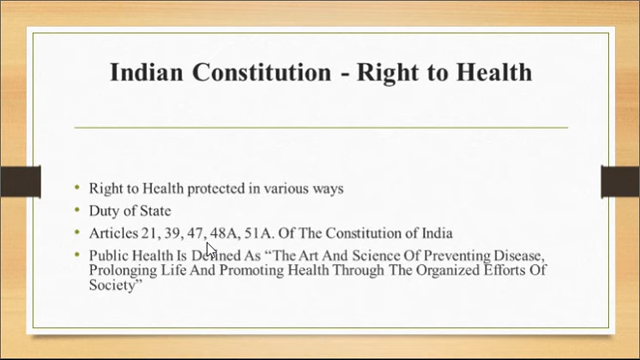 Indian Constitution - Right to Health
• Right to Health protected in various ways
• Duty of State
• Articles 21, 39, 47, 48A, 51A. Of The Constitution of India
• Public Health Is Defined As “The Art And Science Of Preventing Disease,
Prolonging Life And Promoting Health Through The Organized Efforts Of
Society”